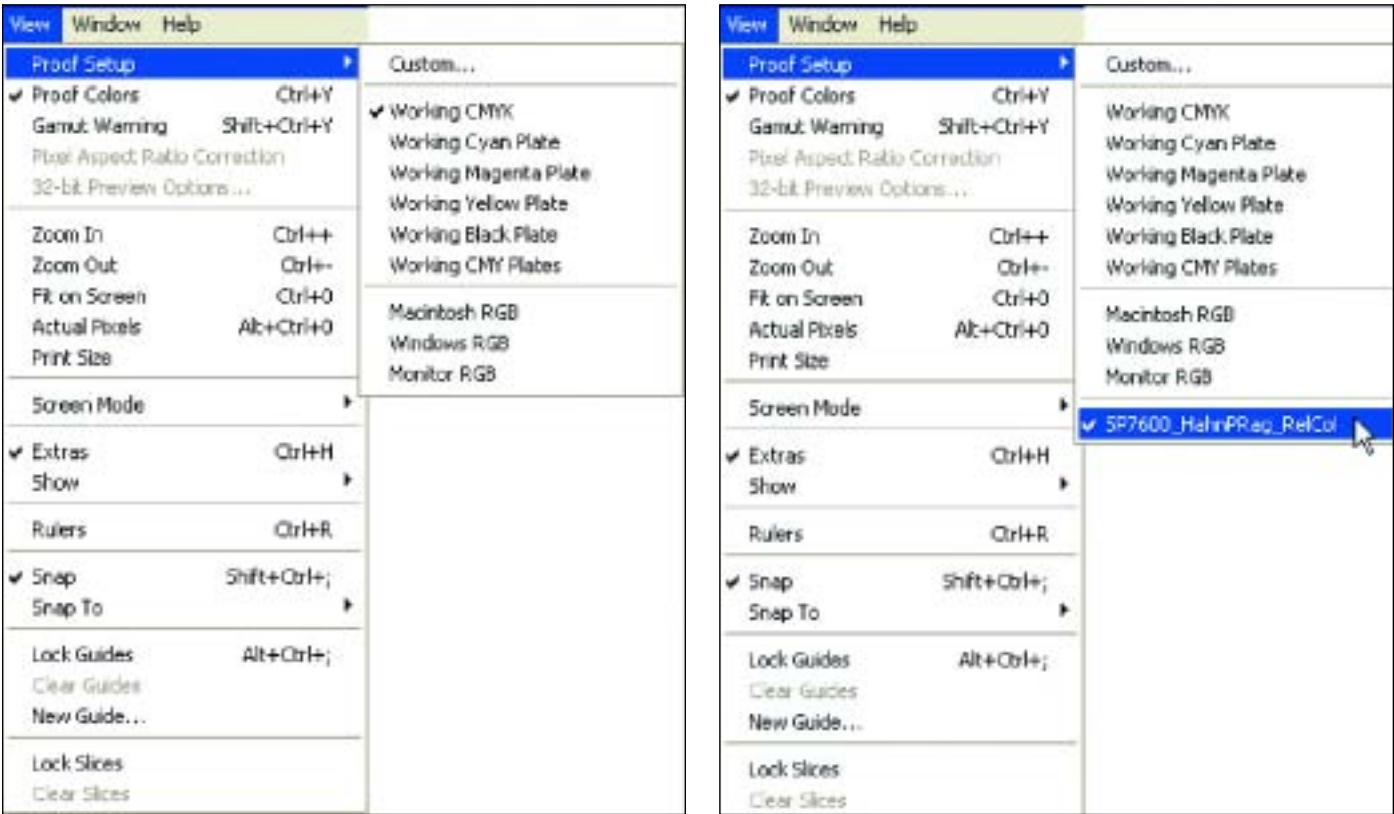 View Window Help
Proof Setup
Proof Colors Ctrl+Y
Gamut Warning Shift+Ctrl+Y
Pixel Aspect Ratio Correction
32-bit Preview Options...
Zoom In Ctrl++
Zoom Out Ctrl+-
Fit on Screen Ctrl+0
Actual Pixels Alt+Ctrl+0
Print Size
Screen Mode
Extras Ctrl+H
Show
Rulers Ctrl+R
Snap Shift+Ctrl+;
Snap To
Lock Guides Alt+Ctrl+;
Clear Guides
New Guide...
Lock Slices
Clear Slices
Custom...
Working CMYK
Working Cyan Plate
Working Magenta Plate
Working Yellow Plate
Working Black Plate
Working CMY Plates
Macintosh RGB
Windows RGB
Monitor RGB
View Window Help
Proof Setup
Proof Colors Ctrl+Y
Gamut Warning Shift+Ctrl+Y
Pixel Aspect Ratio Correction
32-bit Preview Options...
Zoom In Ctrl++
Zoom Out Ctrl+-
Fit on Screen Ctrl+0
Actual Pixels Alt+Ctrl+0
Print Size
Screen Mode
Extras Ctrl+H
Show
Rulers Ctrl+R
Snap Shift+Ctrl+;
Snap To
Lock Guides Alt+Ctrl+;
Clear Guides
New Guide...
Lock Slices
Clear Slices
Custom...
Working CMYK
Working Cyan Plate
Working Magenta Plate
Working Yellow Plate
Working Black Plate
Working CMY Plates
Macintosh RGB
Windows RGB
Monitor RGB
SP7600_HahnPRag_RelCol